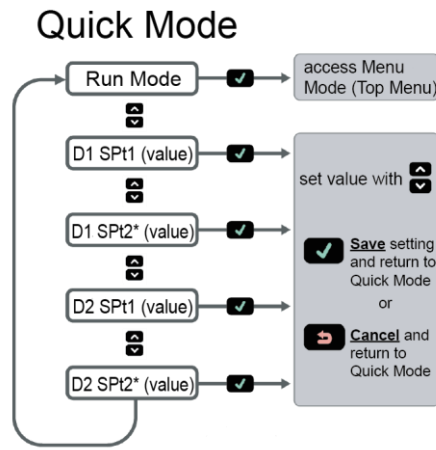 Quick Mode
Run Mode
access Menu
Mode (Top Menu)
D1 SPt1 (value)
set value with
D1 SPt2* (value)
Save setting
and return to
Quick Mode
or
D2 SPt1 (value)
Cancel and
return to
Quick Mode
D2 SPt2* (value)